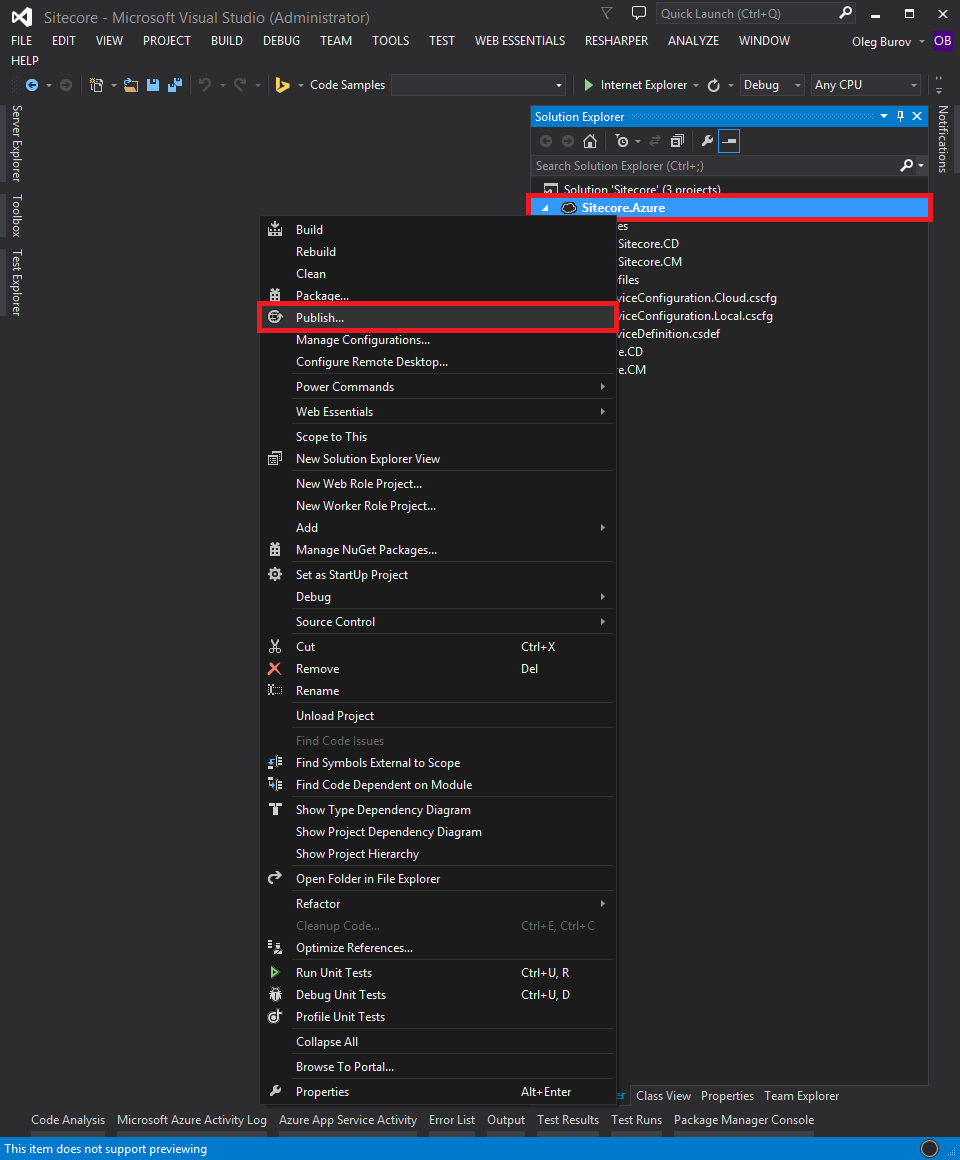 Sitecore - Microsoft Visual Studio (Administrator)
Quick Launch (Ctrl+Q)
FILE EDIT VIEW PROJECT BUILD DEBUG TEAM TOOLS TEST WEB ESSENTIALS RESHARPER ANALYZE WINDOW
Oleg Burov OB
HELP
Code Samples
Internet Explorer
Debug
Any CPU
Server Explorer
Toolbox
Test Explorer
Notifications
Solution Explorer
Search Solution Explorer (Ctrl+;)
Solution 'Sitecore' (3 projects)
Sitecore.Azure
es
Sitecore.CD
Sitecore.CM
files
viceConfiguration.Cloud.cscfg
viceConfiguration.Local.cscfg
viceDefinition.csdef
e.CD
e.CM
Build
Rebuild
Clean
Package...
Publish...
Manage Configurations...
Configure Remote Desktop...
Power Commands
Web Essentials
Scope to This
New Solution Explorer View
New Web Role Project...
New Worker Role Project...
Add
Manage NuGet Packages...
Set as StartUp Project
Debug
Source Control
Cut Ctrl+X
Remove Del
Rename
Unload Project
Find Code Issues
Find Symbols External to Scope
Find Code Dependent on Module
Show Type Dependency Diagram
Show Project Dependency Diagram
Show Project Hierarchy
Open Folder in File Explorer
Refactor
Cleanup Code... Ctrl+E, Ctrl+C
Optimize References...
Run Unit Tests Ctrl+U, R
Debug Unit Tests Ctrl+U, D
Profile Unit Tests
Collapse All
Browse To Portal...
Properties Alt+Enter
er Class View Properties Team Explorer
Code Analysis Microsoft Azure Activity Log Azure App Service Activity Error List Output Test Results Test Runs Package Manager Console
This item does not support previewing